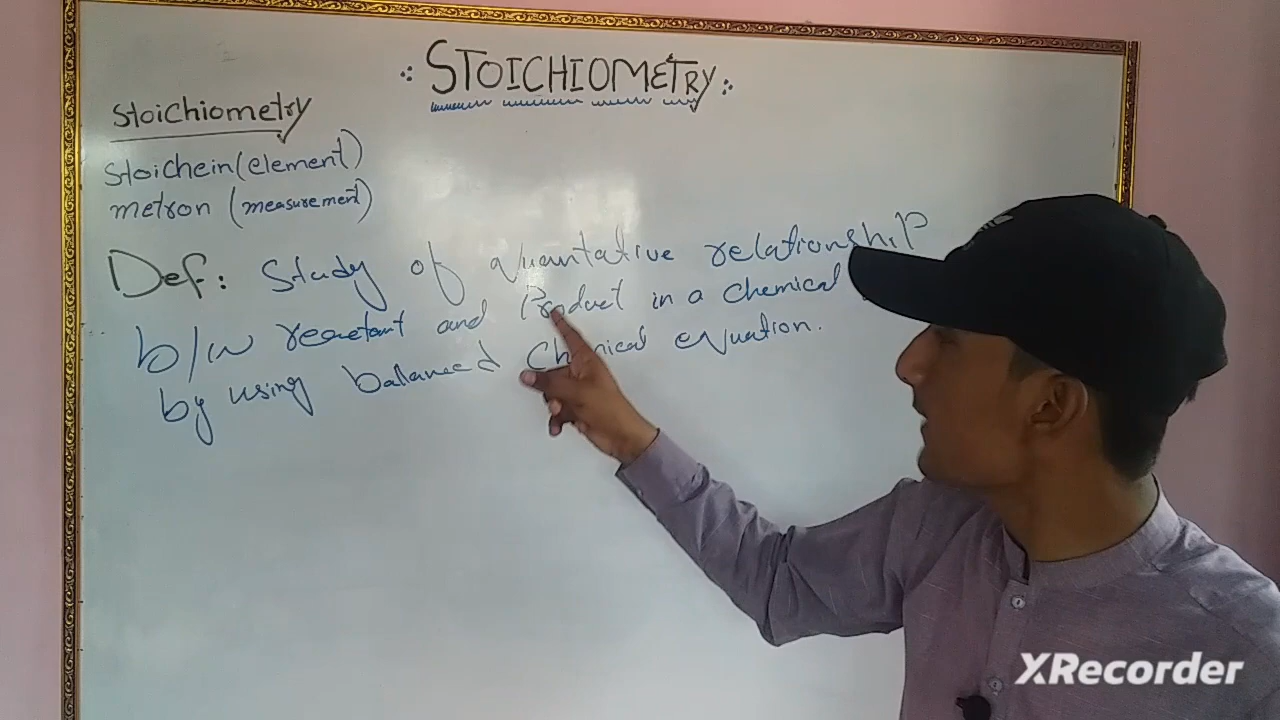 STOICHIOMETRY
Stoichiometry
Stoichein (element)
metron (measurement)
Def: Study of quantative relationship
b/w reactant and Product in a chemical
by using ballanced chemical equation.
XRecorder